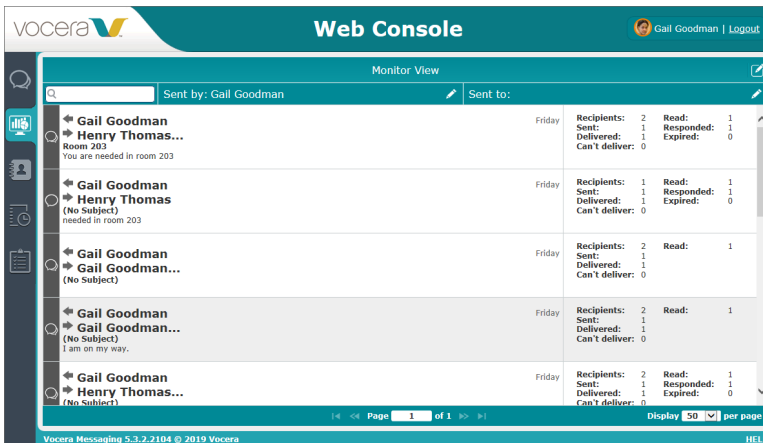 vocera
Web Console
Gail Goodman | Logout
Monitor View
Sent by: Gail Goodman
Sent to:
Gail Goodman
Henry Thomas...
Room 203
You are needed in room 203
Friday
Recipients: 2 Read: 1
Sent: 1 Responded: 1
Delivered: 1 Expired: 0
Can't deliver: 0
Gail Goodman
Henry Thomas
(No Subject)
needed in room 203
Friday
Recipients: 1 Read: 1
Sent: 1 Responded: 1
Delivered: 1 Expired: 0
Can't deliver: 0
Gail Goodman
Gail Goodman...
(No Subject)
Friday
Recipients: 2 Read: 1
Sent: 1
Delivered: 1
Can't deliver: 0
Gail Goodman
Gail Goodman...
(No Subject)
I am on my way.
Friday
Recipients: 2 Read: 1
Sent: 1
Delivered: 1
Can't deliver: 0
Gail Goodman
Henry Thomas...
(No Subject)
Friday
Recipients: 2 Read: 1
Sent: 1 Responded: 1
Delivered: 1 Expired: 0
Can't deliver: 0
Page 1 of 1
Display 50 per page
Vocera Messaging 5.3.2.2104 © 2019 Vocera
HEL